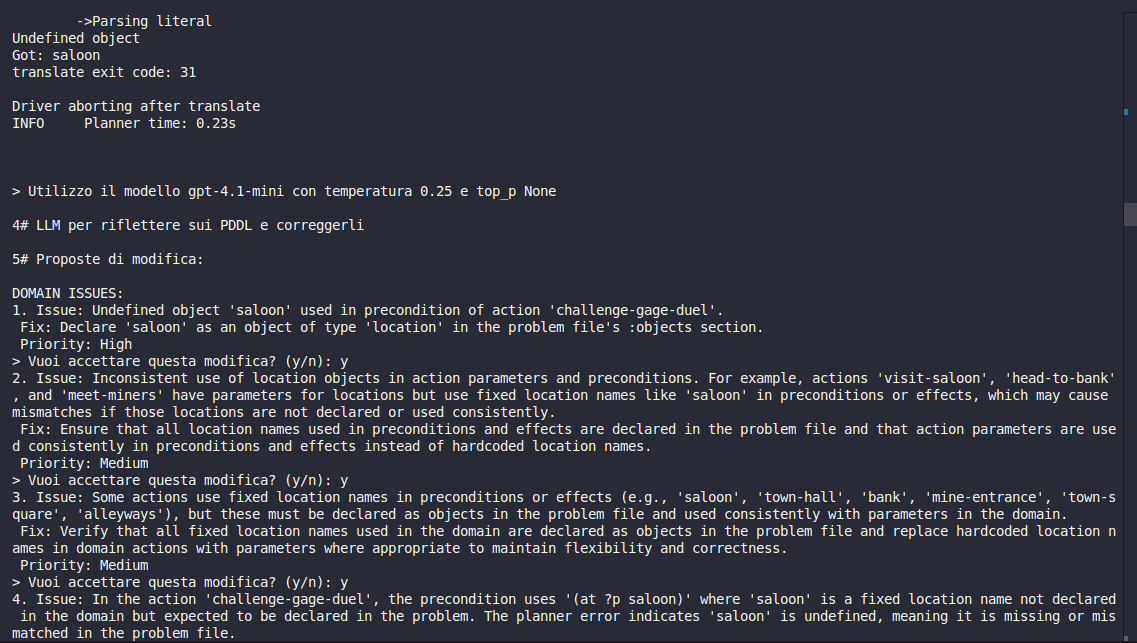 ->Parsing literal
Undefined object
Got: saloon
translate exit code: 31
Driver aborting after translate
INFO     Planner time: 0.23s
> Utilizzo il modello gpt-4.1-mini con temperatura 0.25 e top_p None
4# LLM per riflettere sui PDDL e correggerli
5# Proposte di modifica:
DOMAIN ISSUES:
1. Issue: Undefined object 'saloon' used in precondition of action 'challenge-gage-duel'.
 Fix: Declare 'saloon' as an object of type 'location' in the problem file's :objects section.
 Priority: High
> Vuoi accettare questa modifica? (y/n): y
2. Issue: Inconsistent use of location objects in action parameters and preconditions. For example, actions 'visit-saloon', 'head-to-bank'
, and 'meet-miners' have parameters for locations but use fixed location names like 'saloon' in preconditions or effects, which may cause
mismatches if those locations are not declared or used consistently.
 Fix: Ensure that all location names used in preconditions and effects are declared in the problem file and that action parameters are use
d consistently in preconditions and effects instead of hardcoded location names.
 Priority: Medium
> Vuoi accettare questa modifica? (y/n): y
3. Issue: Some actions use fixed location names in preconditions or effects (e.g., 'saloon', 'town-hall', 'bank', 'mine-entrance', 'town-s
quare', 'alleyways'), but these must be declared as objects in the problem file and used consistently with parameters in the domain.
 Fix: Verify that all fixed location names used in the domain are declared as objects in the problem file and replace hardcoded location n
ames in domain actions with parameters where appropriate to maintain flexibility and correctness.
 Priority: Medium
> Vuoi accettare questa modifica? (y/n): y
4. Issue: In the action 'challenge-gage-duel', the precondition uses '(at ?p saloon)' where 'saloon' is a fixed location name not declared
 in the domain but expected to be declared in the problem. The planner error indicates 'saloon' is undefined, meaning it is missing or mis
matched in the problem file.